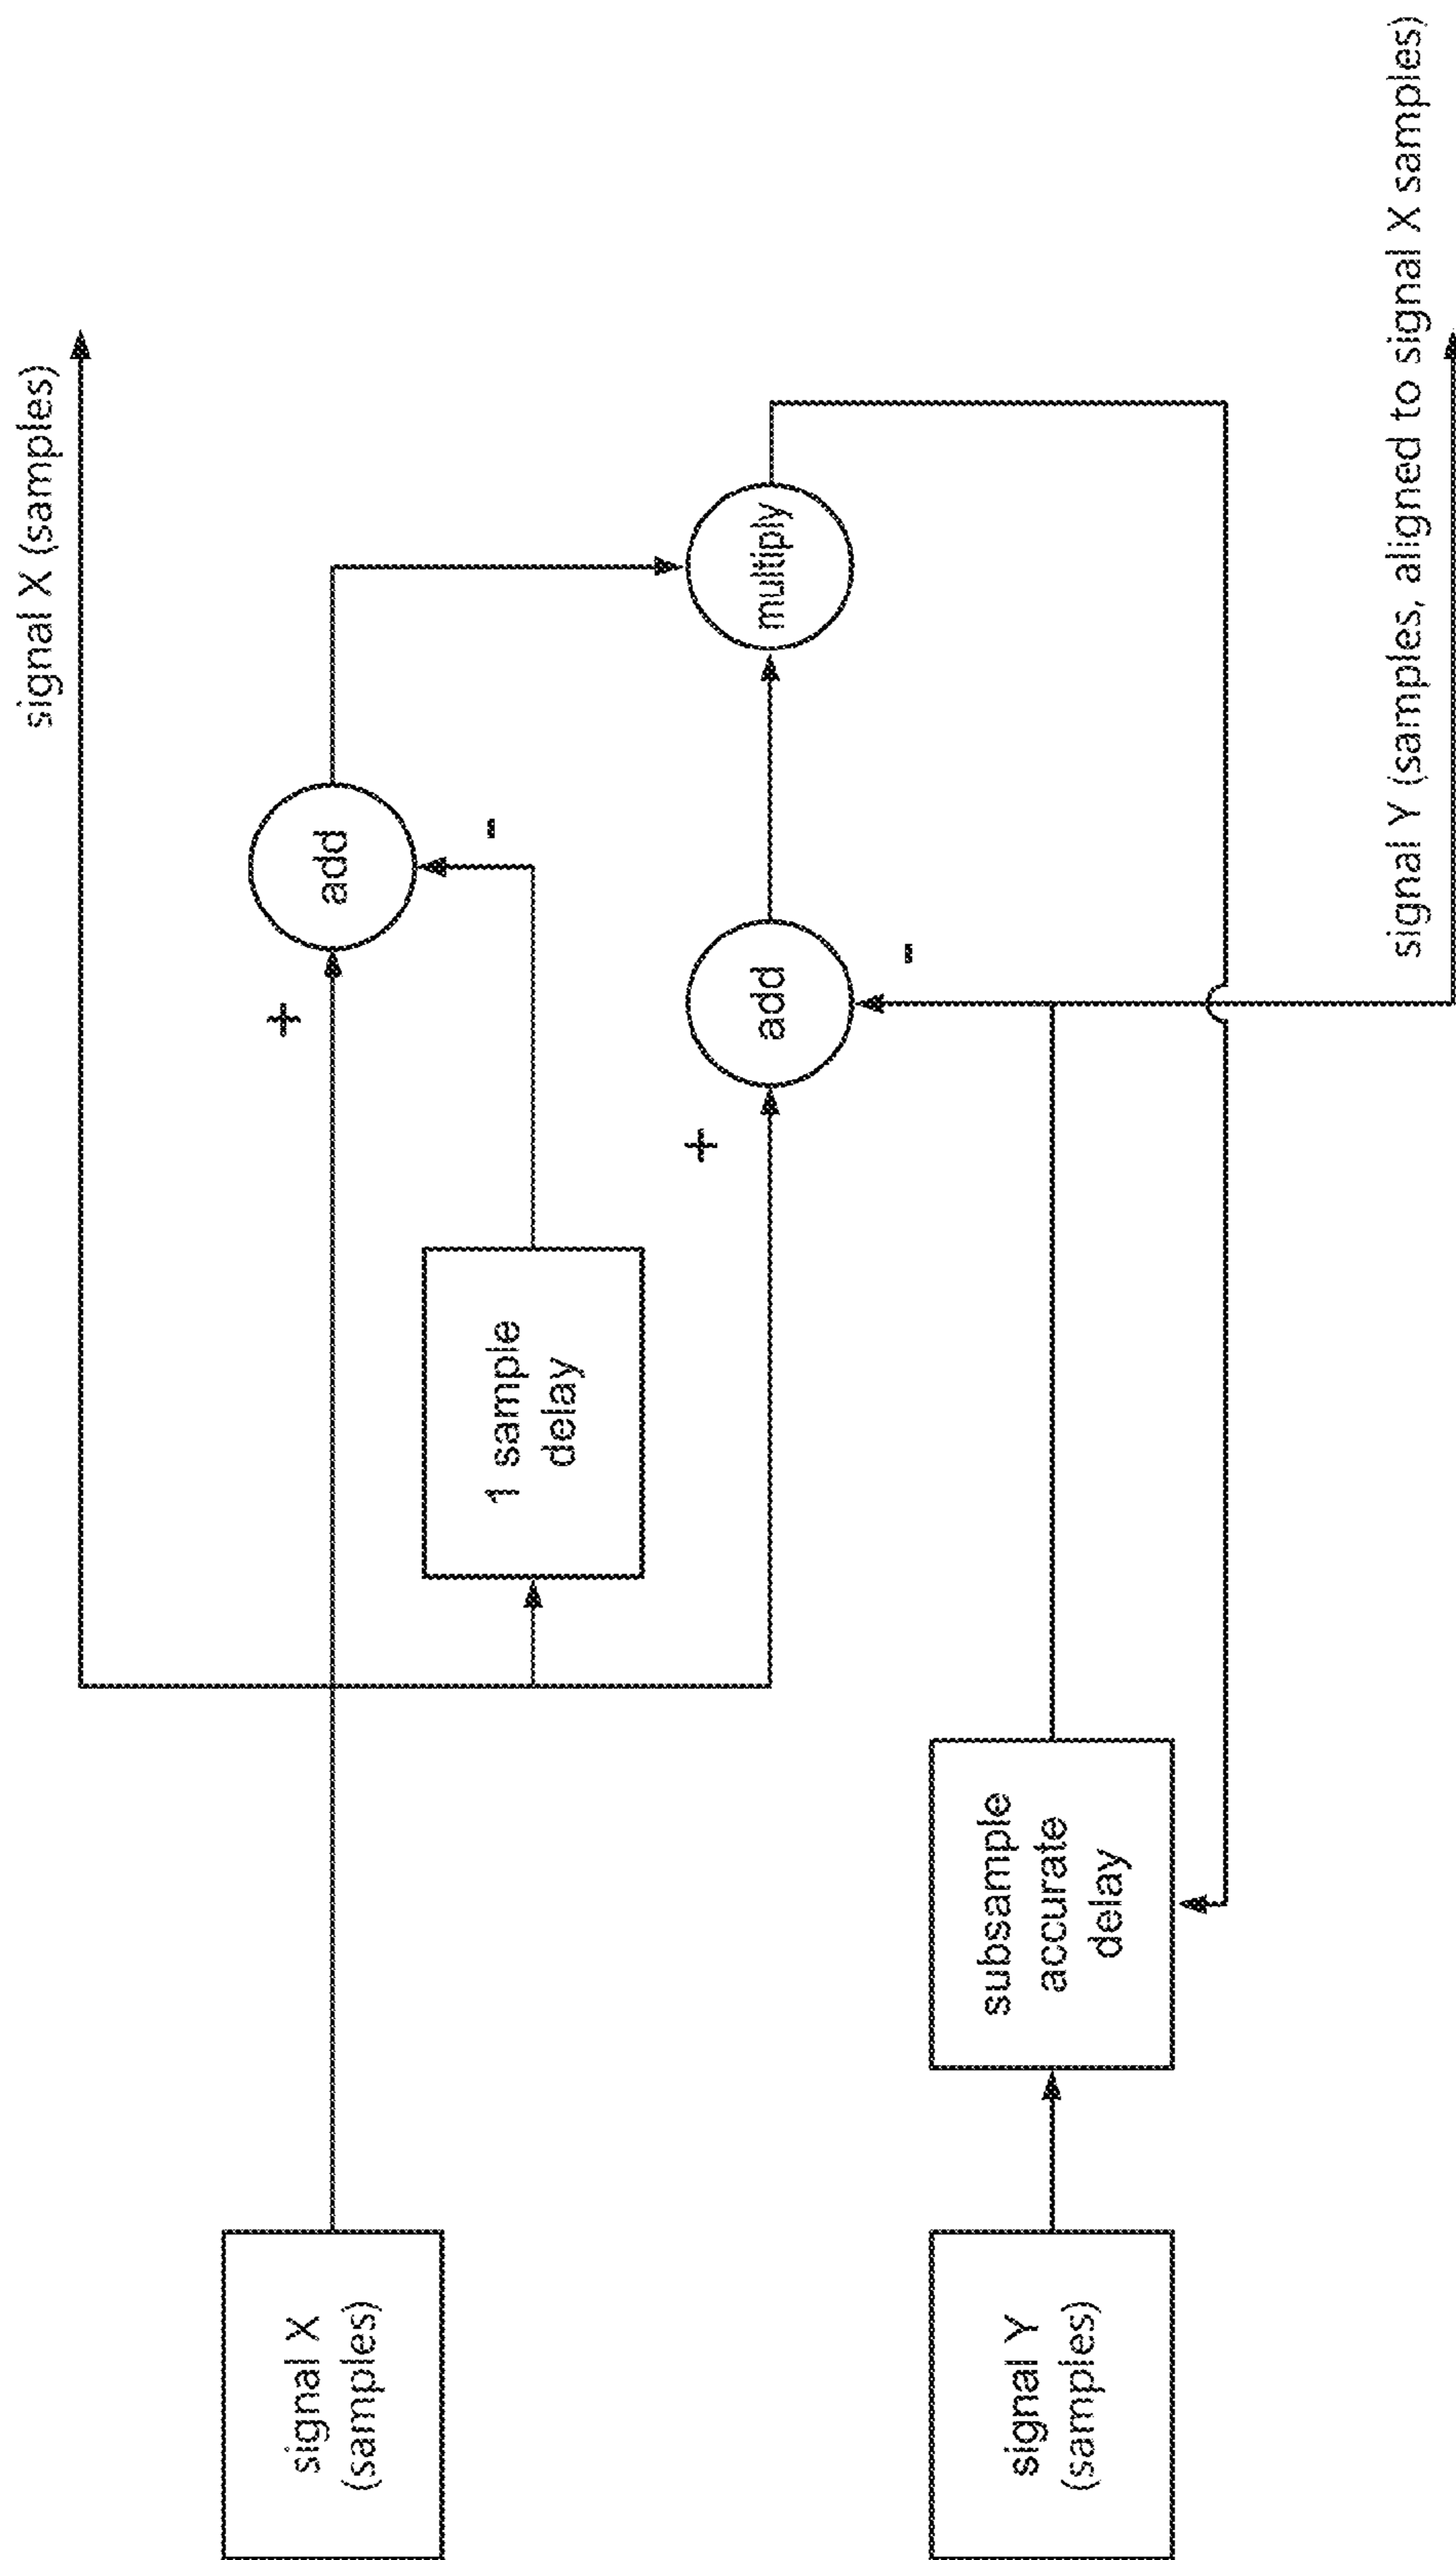 signal X (samples)
+
add
-
1 sample
delay
multiply
+
add
-
signal X
(samples)
subsample
accurate
delay
signal Y
(samples)
signal Y (samples, aligned to signal X samples)